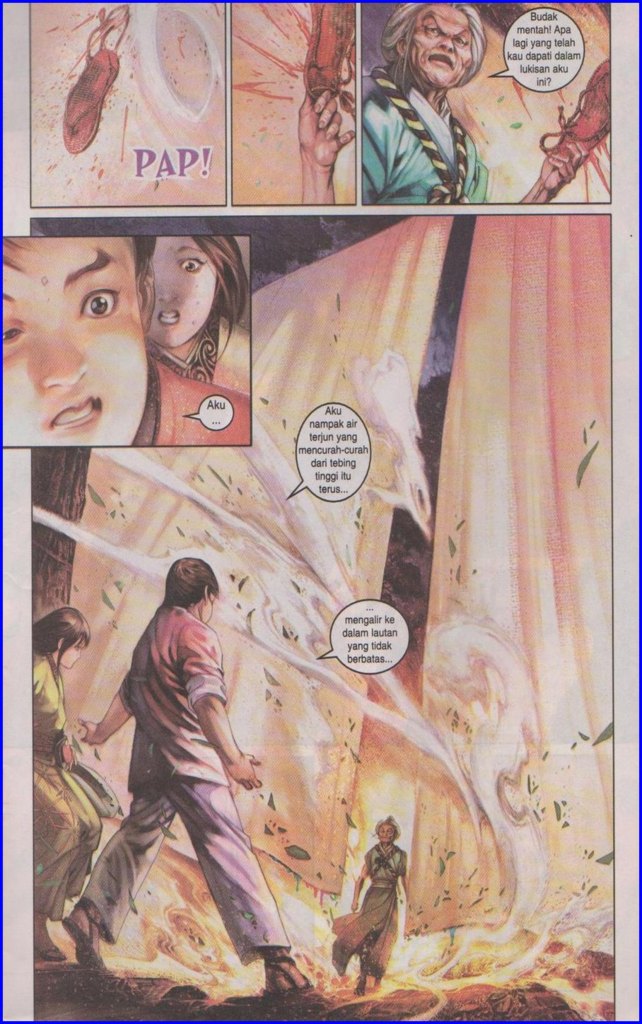 PAP!
Budak
mentah! Apa
lagi yang telah
kau dapati dalam
lukisan aku
ini?
Aku
...
Aku
nampak air
terjun yang
mencurah-curah
dari tebing
tinggi itu
terus...
...
mengalir ke
dalam lautan
yang tidak
berbatas...